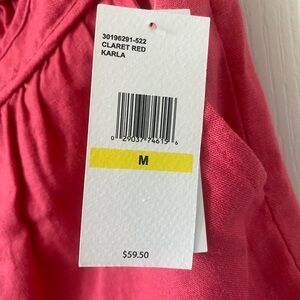 30196291-522
CLARET RED
KARLA
0 29037 74615 6
M
$59.50